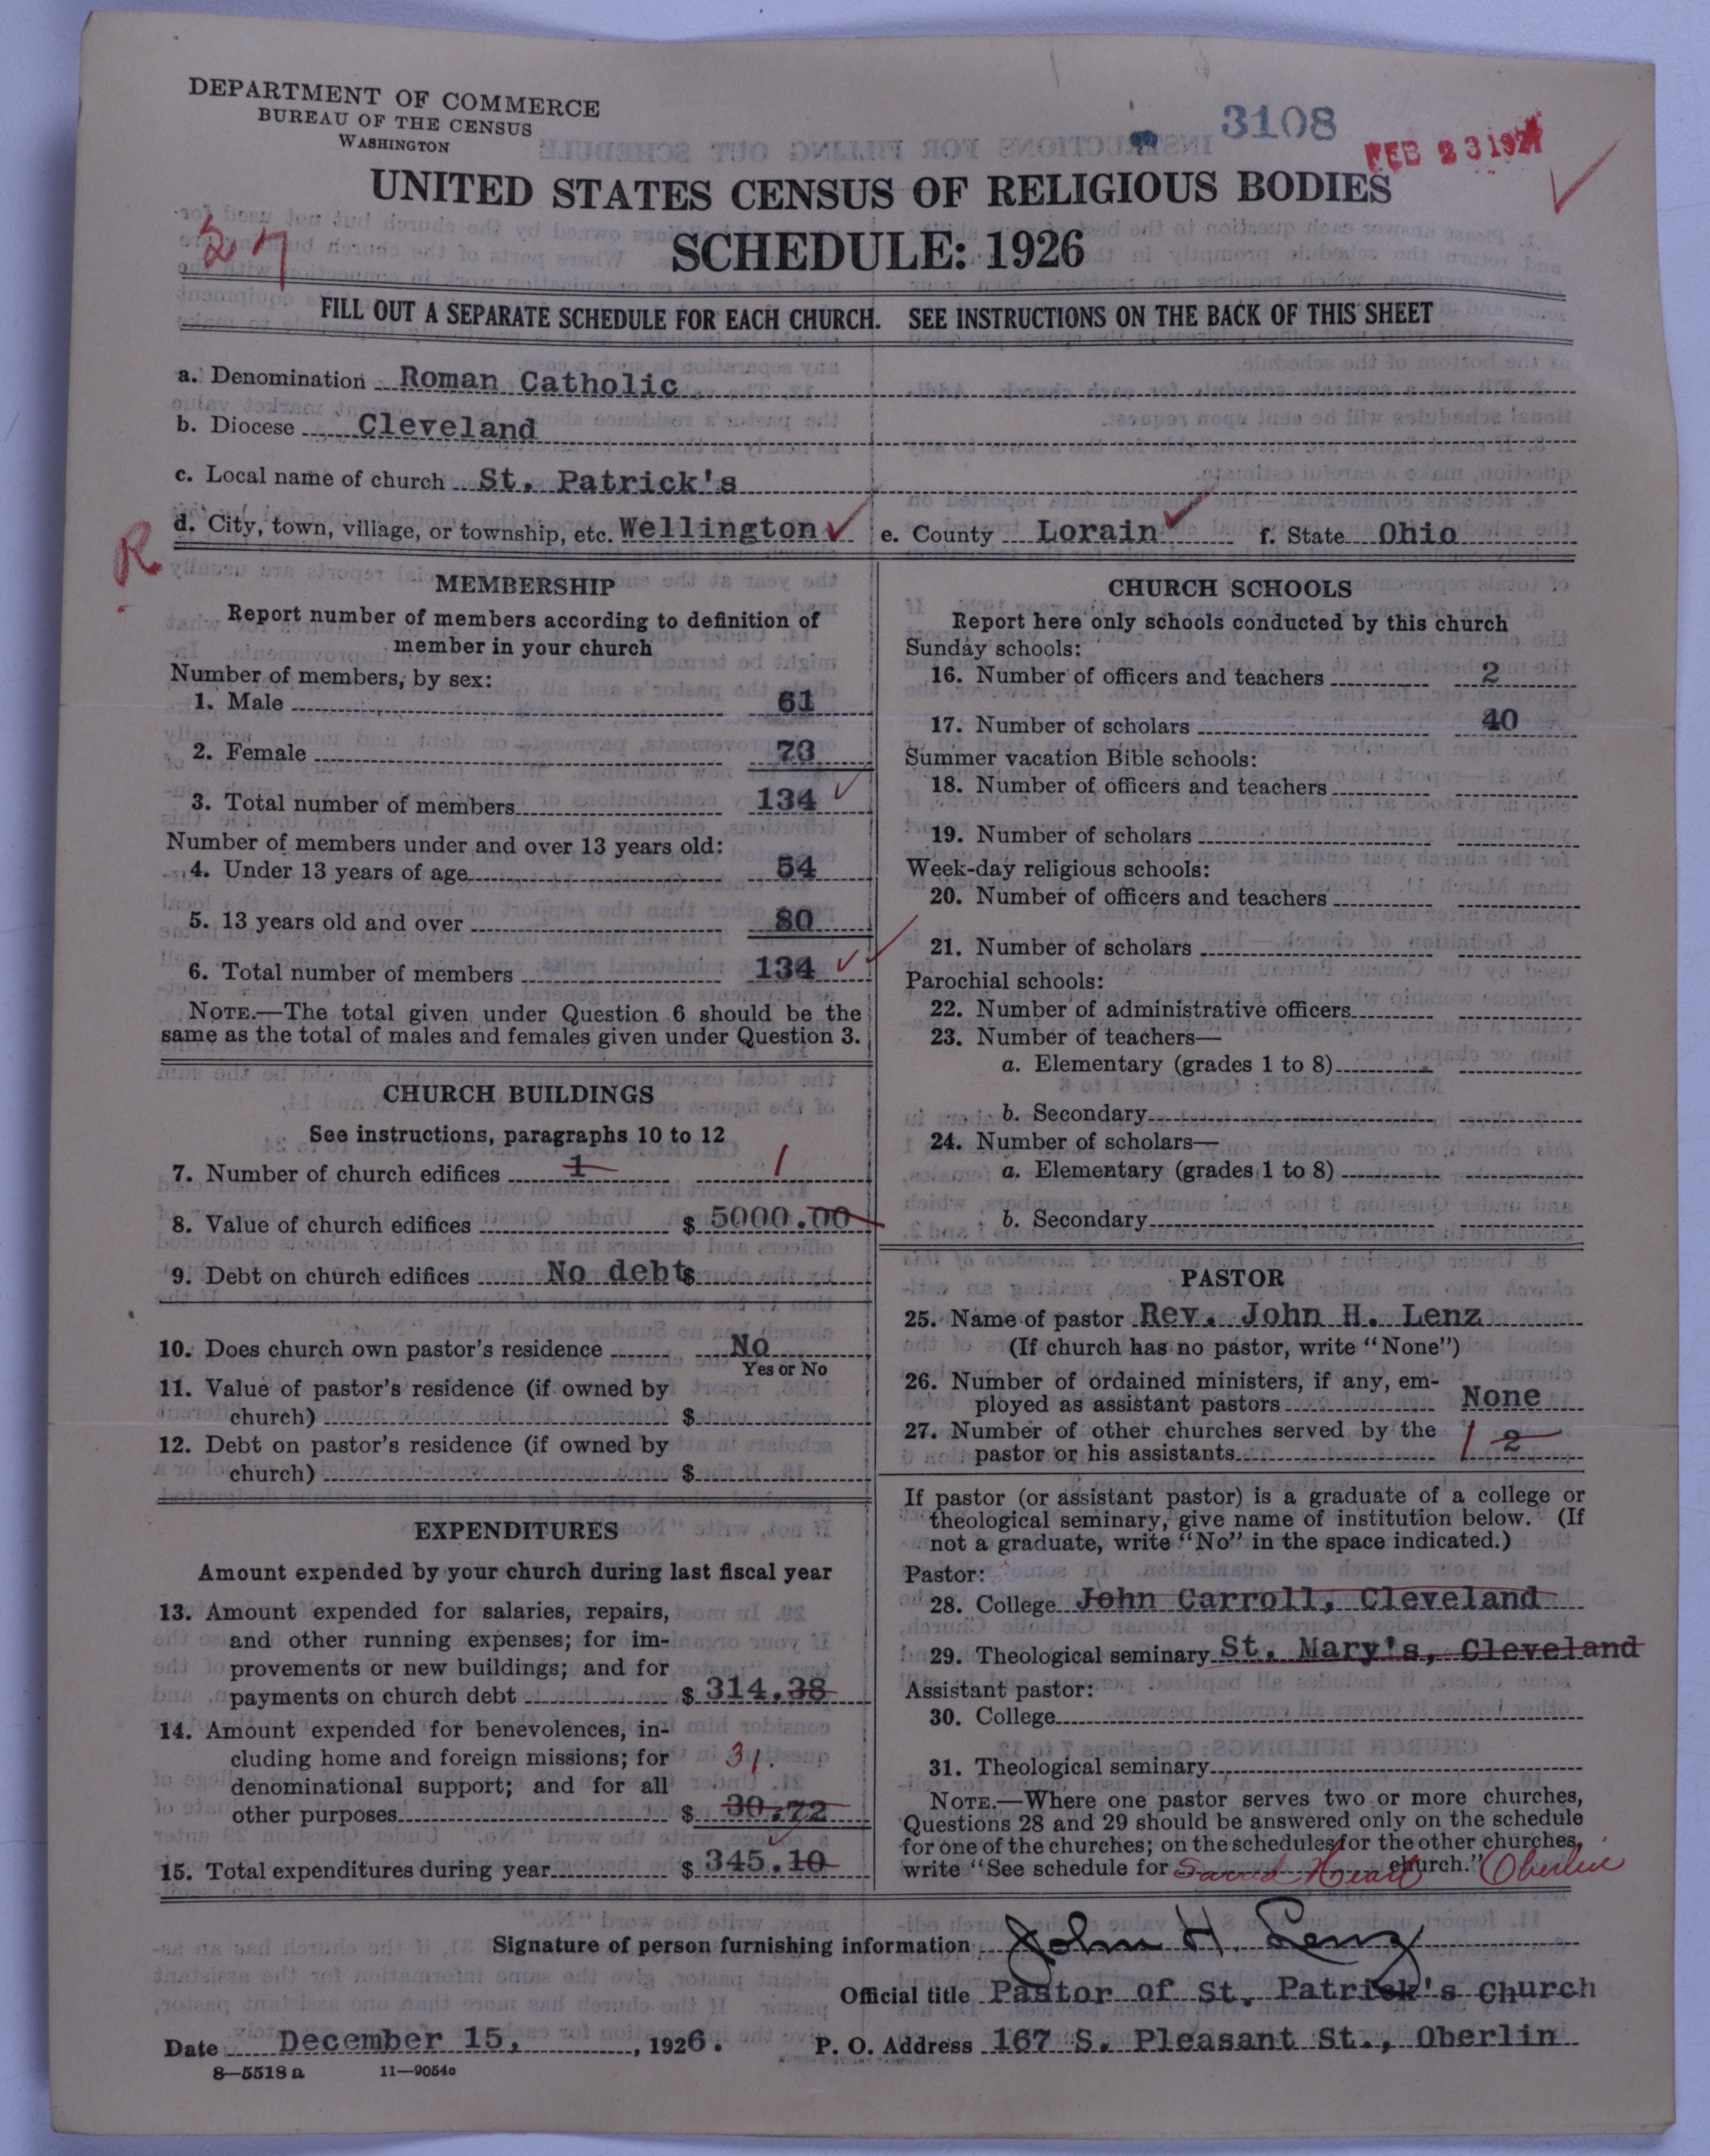 DEPARTMENT OF COMMERCE
BUREAU OF THE CENSUS
WASHINGTON
3108
FEB 23 1927
UNITED STATES CENSUS OF RELIGIOUS BODIES
SCHEDULE: 1926
27
FILL OUT A SEPARATE SCHEDULE FOR EACH CHURCH. SEE INSTRUCTIONS ON THE BACK OF THIS SHEET
a. Denomination Roman Catholic
b. Diocese Cleveland
c. Local name of church St. Patrick's
R
d. City, town, village, or township, etc. Wellington e. County Lorain f. State Ohio
MEMBERSHIP
Report number of members according to definition of
member in your church
Number of members, by sex:
1. Male 61
2. Female 73
3. Total number of members 134
Number of members under and over 13 years old:
4. Under 13 years of age 54
5. 13 years old and over 80
6. Total number of members 134
NOTE.—The total given under Question 6 should be the
same as the total of males and females given under Question 3.
CHURCH BUILDINGS
See instructions, paragraphs 10 to 12
7. Number of church edifices 1 1
8. Value of church edifices $ 5000.00
9. Debt on church edifices No debt $
10. Does church own pastor's residence No
Yes or No
11. Value of pastor's residence (if owned by
church) $
12. Debt on pastor's residence (if owned by
church) $
EXPENDITURES
Amount expended by your church during last fiscal year
13. Amount expended for salaries, repairs,
and other running expenses; for im-
provements or new buildings; and for
payments on church debt $ 314.38
14. Amount expended for benevolences, in-
cluding home and foreign missions; for 31.
denominational support; and for all
other purposes $ 30.72
15. Total expenditures during year $ 345.10
CHURCH SCHOOLS
Report here only schools conducted by this church
Sunday schools:
16. Number of officers and teachers 2
17. Number of scholars 40
Summer vacation Bible schools:
18. Number of officers and teachers
19. Number of scholars
Week-day religious schools:
20. Number of officers and teachers
21. Number of scholars
Parochial schools:
22. Number of administrative officers
23. Number of teachers—
a. Elementary (grades 1 to 8)
b. Secondary
24. Number of scholars—
a. Elementary (grades 1 to 8)
b. Secondary
PASTOR
25. Name of pastor Rev. John H. Lenz
(If church has no pastor, write "None")
26. Number of ordained ministers, if any, em-
ployed as assistant pastors None
27. Number of other churches served by the
pastor or his assistants 1 2
If pastor (or assistant pastor) is a graduate of a college or
theological seminary, give name of institution below. (If
not a graduate, write "No" in the space indicated.)
Pastor:
28. College John Carroll, Cleveland
29. Theological seminary St. Mary's, Cleveland
Assistant pastor:
30. College
31. Theological seminary
NOTE.—Where one pastor serves two or more churches,
Questions 28 and 29 should be answered only on the schedule
for one of the churches; on the schedules for the other churches,
write "See schedule for Sacred Heart church." Oberlin
Signature of person furnishing information John H. Lenz
Official title Pastor of St. Patrick's Church
Date December 15, 1926. P. O. Address 167 S. Pleasant St., Oberlin
8—5518 a 11—9054c